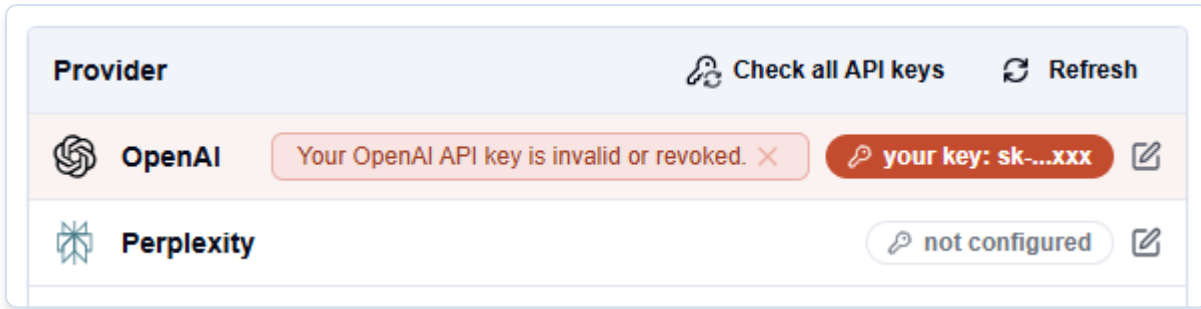 Provider Check all API keys Refresh
OpenAI Your OpenAI API key is invalid or revoked. your key: sk-...xxx
Perplexity not configured